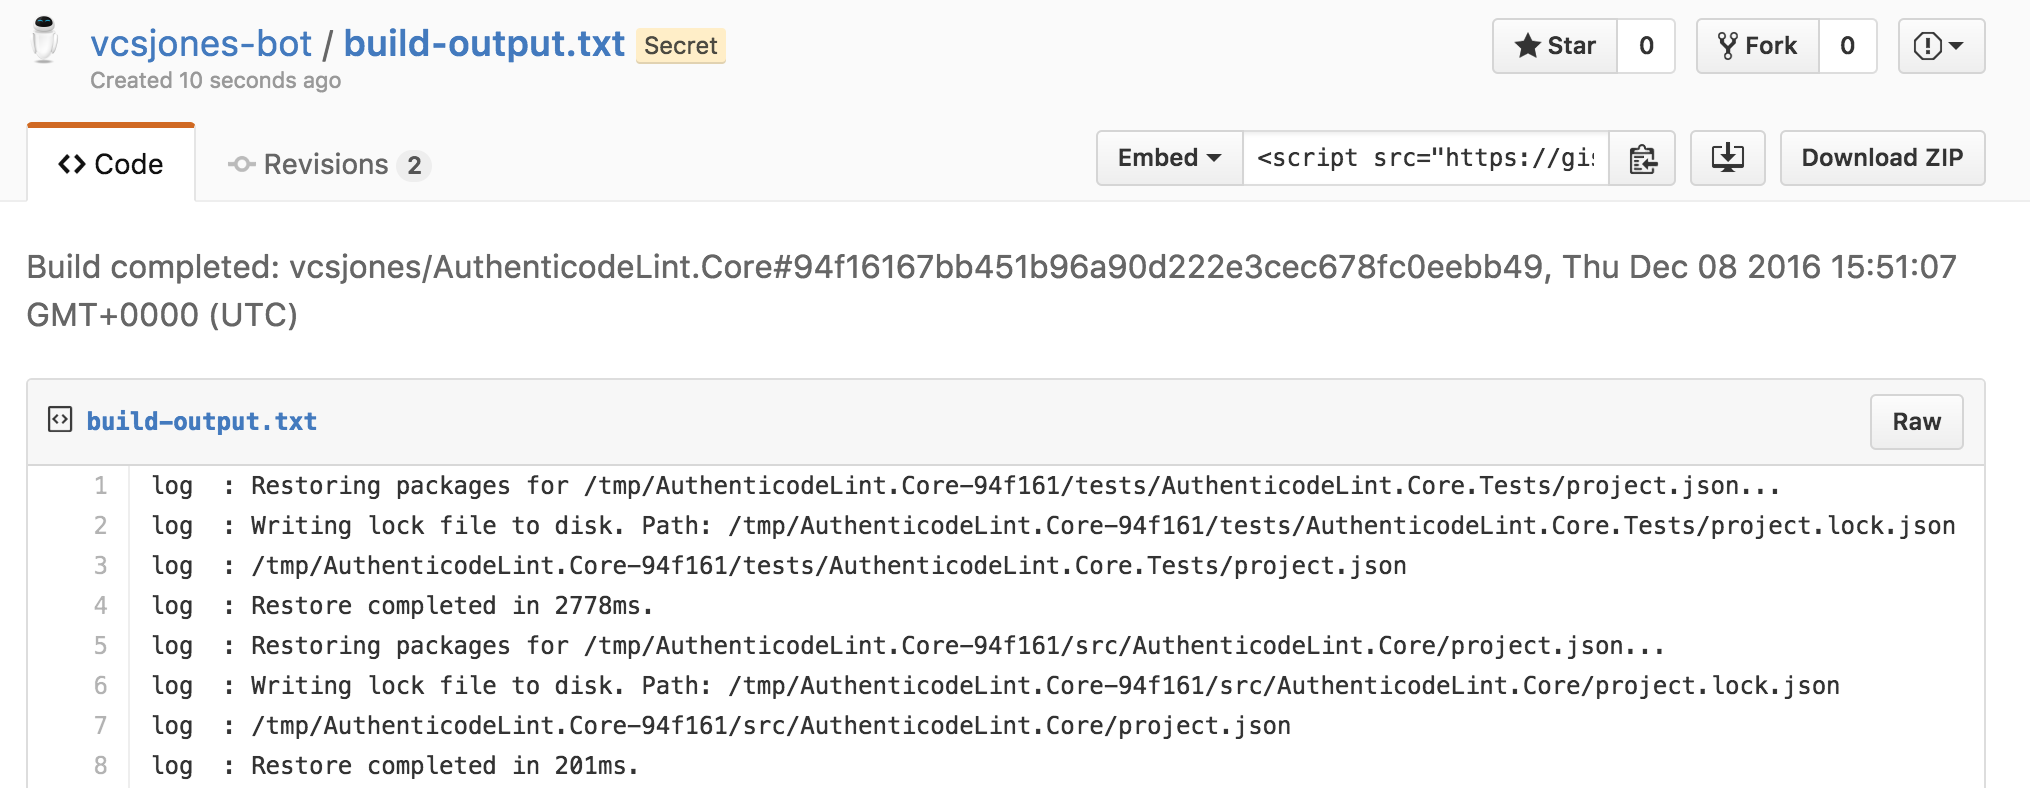 vcsjones-bot / build-output.txt Secret
Star 0 Fork 0
Created 10 seconds ago
Code Revisions 2
Embed <script src="https://gi
Download ZIP
Build completed: vcsjones/AuthenticodeLint.Core#94f16167bb451b96a90d222e3cec678fc0eebb49, Thu Dec 08 2016 15:51:07
GMT+0000 (UTC)
build-output.txt Raw
1 log : Restoring packages for /tmp/AuthenticodeLint.Core-94f161/tests/AuthenticodeLint.Core.Tests/project.json...
2 log : Writing lock file to disk. Path: /tmp/AuthenticodeLint.Core-94f161/tests/AuthenticodeLint.Core.Tests/project.lock.json
3 log : /tmp/AuthenticodeLint.Core-94f161/tests/AuthenticodeLint.Core.Tests/project.json
4 log : Restore completed in 2778ms.
5 log : Restoring packages for /tmp/AuthenticodeLint.Core-94f161/src/AuthenticodeLint.Core/project.json...
6 log : Writing lock file to disk. Path: /tmp/AuthenticodeLint.Core-94f161/src/AuthenticodeLint.Core/project.lock.json
7 log : /tmp/AuthenticodeLint.Core-94f161/src/AuthenticodeLint.Core/project.json
8 log : Restore completed in 201ms.